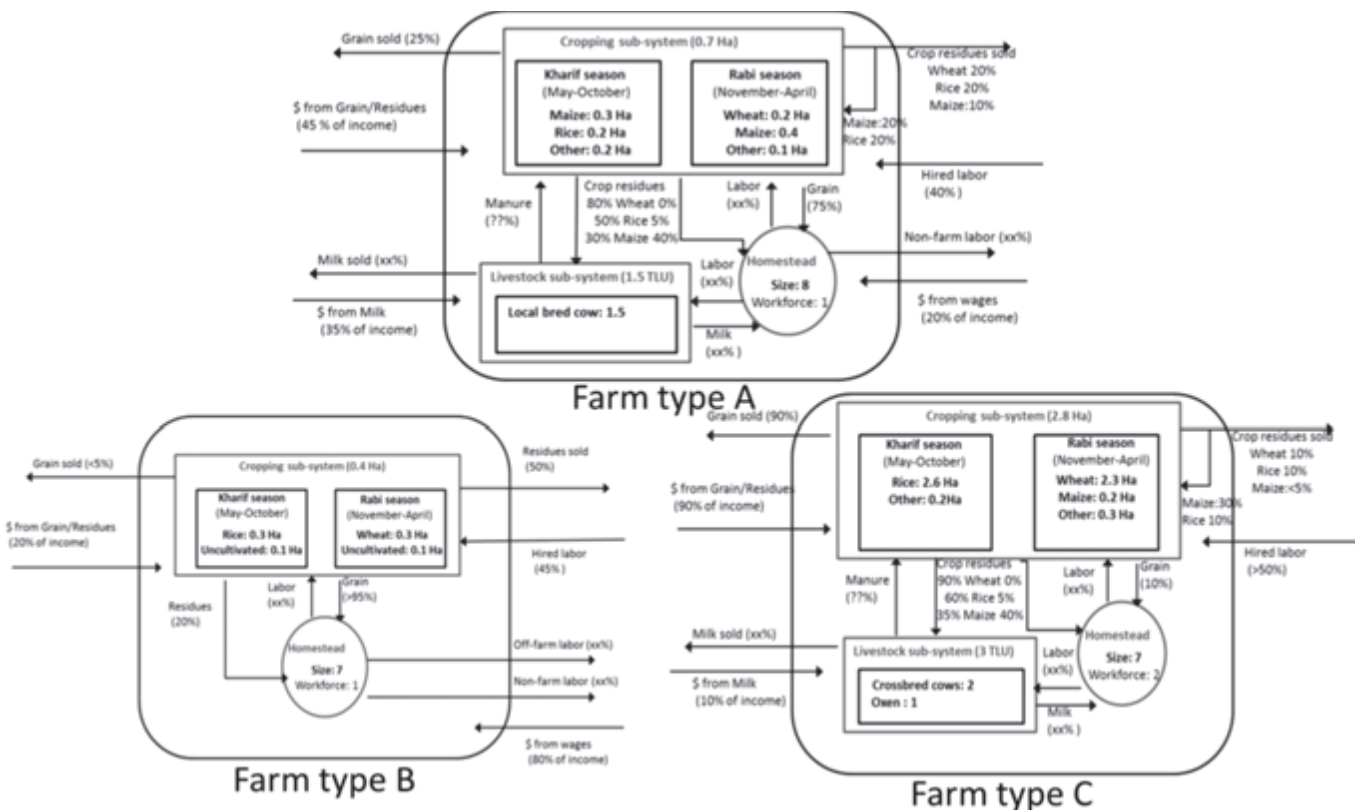 Grain sold (25%)
Cropping sub-system (0.7 Ha)
Kharif season
(May-October)
Maize: 0.3 Ha
Rice: 0.2 Ha
Other: 0.2 Ha
Rabi season
(November-April)
Wheat: 0.2 Ha
Maize: 0.4
Other: 0.1 Ha
Crop residues sold
Wheat 20%
Rice 20%
Maize:10%
$ from Grain/Residues
(45 % of income)
Maize:20%
Rice 20%
Hired labor
(40%)
Manure
(??%)
Crop residues
80% Wheat 0%
50% Rice 5%
30% Maize 40%
Labor
(xx%)
Grain
(75%)
Non-farm labor (xx%)
Milk sold (xx%)
Livestock sub-system (1.5 TLU)
Local bred cow: 1.5
Labor
(xx%)
Homestead
Size: 8
Workforce: 1
$ from Milk
(35% of income)
Milk
(xx%)
$ from wages
(20% of income)
Farm type A
Grain sold (<5%)
Cropping sub-system (0.4 Ha)
Kharif season
(May-October)
Rice: 0.3 Ha
Uncultivated: 0.1 Ha
Rabi season
(November-April)
Wheat: 0.3 Ha
Uncultivated: 0.1 Ha
Residues sold
(50%)
$ from Grain/Residues
(20% of income)
Hired labor
(45%)
Residues
(20%)
Labor
(xx%)
Grain
(>95%)
Homestead
Size: 7
Workforce: 1
Off-farm labor (xx%)
Non-farm labor (xx%)
$ from wages
(80% of income)
Farm type B
Grain sold (90%)
Cropping sub-system (2.8 Ha)
Kharif season
(May-October)
Rice: 2.6 Ha
Other: 0.2Ha
Rabi season
(November-April)
Wheat: 2.3 Ha
Maize: 0.2 Ha
Other: 0.3 Ha
Crop residues sold
Wheat 10%
Rice 10%
Maize:<5%
$ from Grain/Residues
(90% of income)
Maize:30%
Rice 10%
Hired labor
(>50%)
Manure
(??%)
Crop residues
90% Wheat 0%
60% Rice 5%
35% Maize 40%
Labor
(xx%)
Grain
(10%)
Milk sold (xx%)
Livestock sub-system (3 TLU)
Crossbred cows: 2
Oxen : 1
Labor
(xx%)
Homestead
Size: 7
Workforce: 2
$ from Milk
(10% of income)
Milk
(xx%)
Farm type C